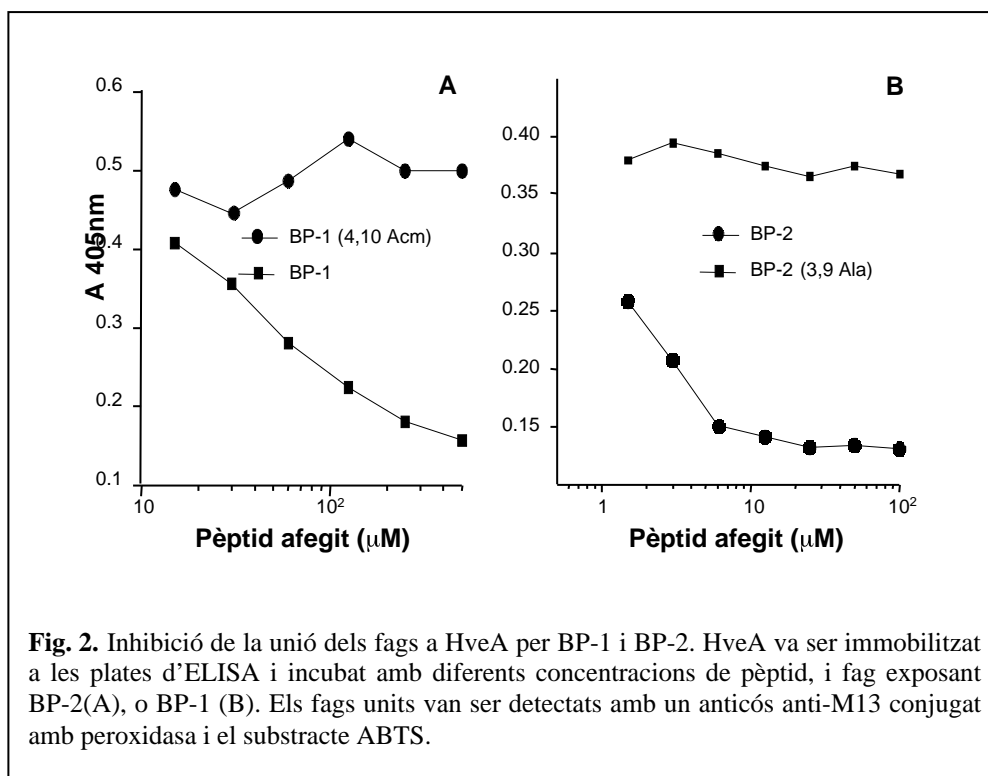 A
0.6
0.5
0.4
0.3
0.2
0.1
A 405nm
BP-1 (4,10 Acm)
BP-1
10
10²
Pèptid afegit (μM)
B
0.40
0.35
0.30
0.25
0.20
0.15
BP-2
BP-2 (3,9 Ala)
1
10
10²
Pèptid afegit (μM)
Fig. 2. Inhibició de la unió dels fags a HveA per BP-1 i BP-2. HveA va ser immobilitzat
a les plates d’ELISA i incubat amb diferents concentracions de pèptid, i fag exposant
BP-2(A), o BP-1 (B). Els fags units van ser detectats amb un anticós anti-M13 conjugat
amb peroxidasa i el substracte ABTS.